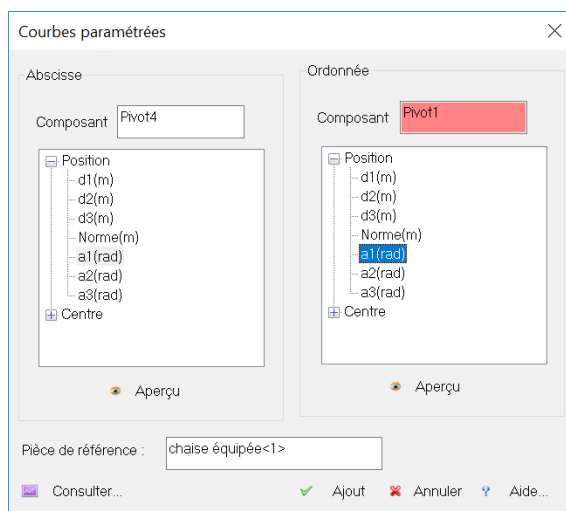 Courbes paramétrées
Abscisse
Composant Pivot4
Position
d1(m)
d2(m)
d3(m)
Norme(m)
a1(rad)
a2(rad)
a3(rad)
Centre
Aperçu
Ordonnée
Composant Pivot1
Position
d1(m)
d2(m)
d3(m)
Norme(m)
a1(rad)
a2(rad)
a3(rad)
Centre
Aperçu
Pièce de référence : chaise équipée<1>
Consulter... Ajout Annuler Aide...